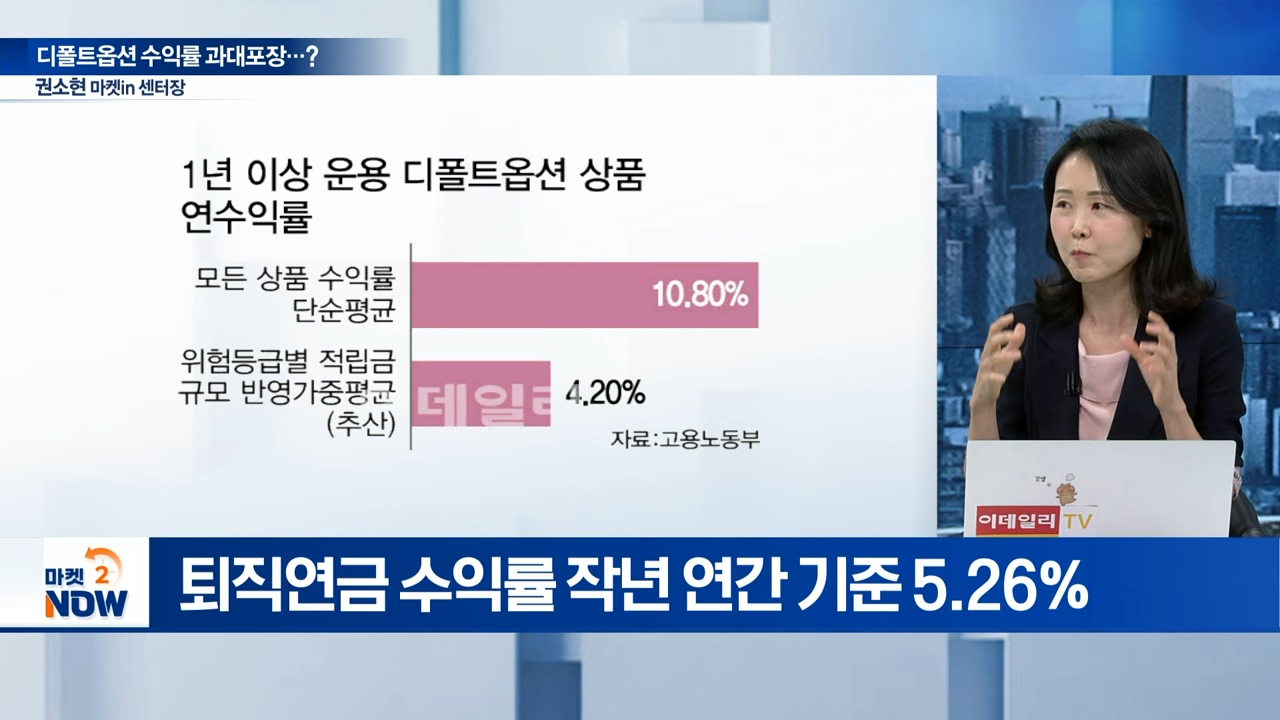 디폴트옵션 수익률 과대포장…?
권소현 마켓in 센터장
1년 이상 운용 디폴트옵션 상품
연수익률
모든 상품 수익률
단순평균
10.80%
위험등급별 적립금
규모 반영가중평균
(추산)
데일리
4.20%
자료:고용노동부
이데일리 TV
마켓 2
NOW
퇴직연금 수익률 작년 연간 기준 5.26%